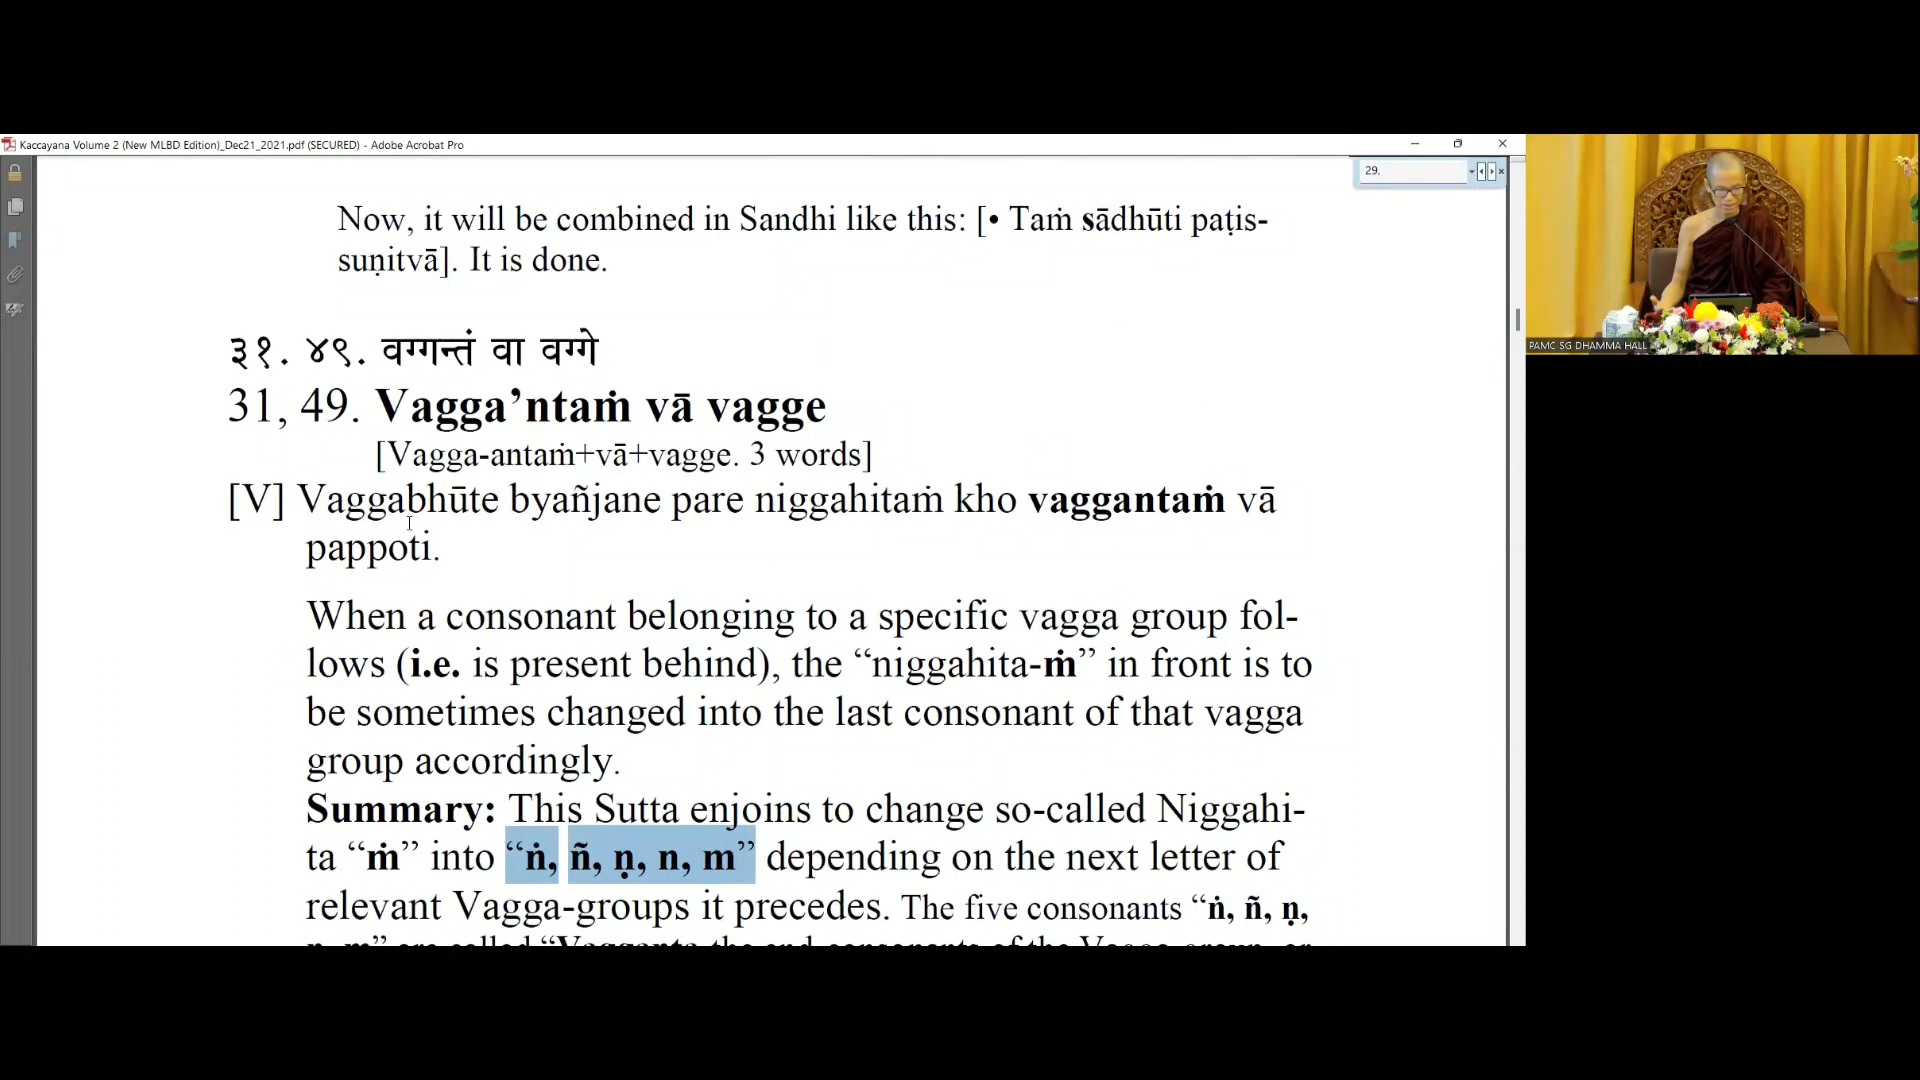 Kaccayana Volume 2 (New MLBD Edition)_Dec21_2021.pdf (SECURED) - Adobe Acrobat Pro
29.
Now, it will be combined in Sandhi like this: [• Taṁ sādhūti paṭis-
suṇitvā]. It is done.
३१. ४९. वग्गन्तं वा वग्गे
31, 49. Vagga’ntaṁ vā vagge
[Vagga-antaṁ+vā+vagge. 3 words]
[V] Vaggabhūte byañjane pare niggahitaṁ kho vaggantaṁ vā
pappoti.
When a consonant belonging to a specific vagga group fol-
lows (i.e. is present behind), the “niggahita-ṁ” in front is to
be sometimes changed into the last consonant of that vagga
group accordingly.
Summary: This Sutta enjoins to change so-called Niggahi-
ta “ṁ” into “ṅ, ñ, ṇ, n, m” depending on the next letter of
relevant Vagga-groups it precedes. The five consonants “ṅ, ñ, ṇ,
PAMC SG DHAMMA HALL